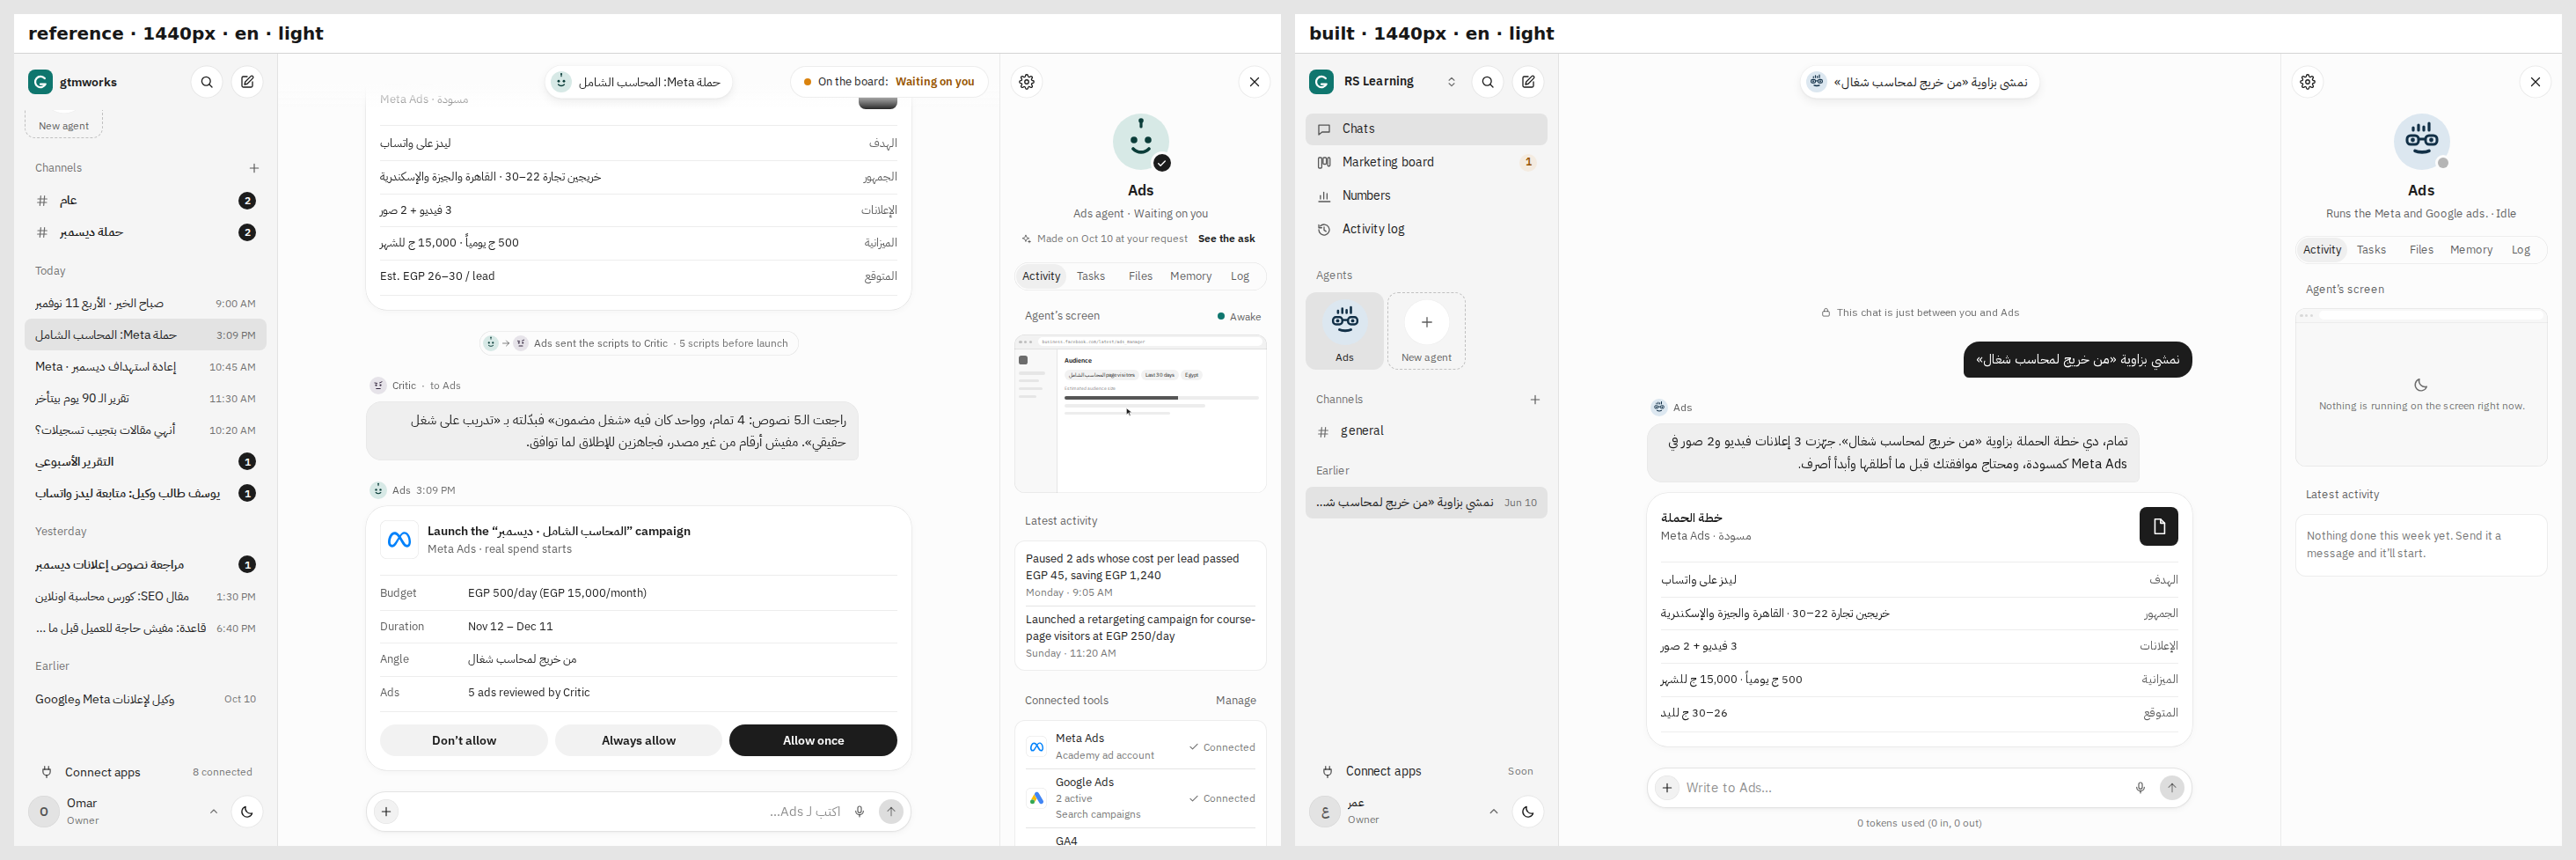 reference · 1440px · en · light
gtmworks
New agent
Channels
عام
2
حملة ديسمبر
2
Today
صباح الخير · الأربع 11 نوفمبر
9:00 AM
حملة Meta: المحاسب الشامل
3:09 PM
إعادة استهداف ديسمبر · Meta
10:45 AM
تقرير الـ 90 يوم بيتأخر
11:30 AM
أنهي مقالات بتجيب تسجيلات؟
10:20 AM
التقرير الأسبوعي
1
يوسف طالب وكيل: متابعة ليدز واتساب
1
Yesterday
مراجعة نصوص إعلانات ديسمبر
1
مقال SEO: كورس محاسبة اونلاين
1:30 PM
قاعدة: مفيش حاجة للعميل قبل ما ...
6:40 PM
Earlier
وكيل لإعلانات Meta وGoogle
Oct 10
Connect apps
8 connected
O
Omar
Owner
حملة Meta: المحاسب الشامل
On the board: Waiting on you
مسودة · Meta Ads
الهدف
ليدز على واتساب
الجمهور
خريجين تجارة 22–30 · القاهرة والجيزة والإسكندرية
الإعلانات
3 فيديو + 2 صور
الميزانية
500 ج يومياً · 15,000 ج للشهر
المتوقع
Est. EGP 26–30 / lead
Ads sent the scripts to Critic · 5 scripts before launch
Critic · to Ads
راجعت الـ5 نصوص: 4 تمام، وواحد كان فيه «شغل مضمون» فبدّلته بـ «تدريب على شغل
حقيقي». مفيش أرقام من غير مصدر، فجاهزين للإطلاق لما توافق.
Ads 3:09 PM
Launch the “المحاسب الشامل · ديسمبر” campaign
Meta Ads · real spend starts
Budget
EGP 500/day (EGP 15,000/month)
Duration
Nov 12 – Dec 11
Angle
من خريج لمحاسب شغال
Ads
5 ads reviewed by Critic
Don't allow
Always allow
Allow once
اكتب لـ Ads...
Ads
Ads agent · Waiting on you
Made on Oct 10 at your request See the ask
Activity
Tasks
Files
Memory
Log
Agent’s screen
Awake
Audience
Last 30 days
Egypt
Latest activity
Paused 2 ads whose cost per lead passed
EGP 45, saving EGP 1,240
Monday · 9:05 AM
Launched a retargeting campaign for course-
page visitors at EGP 250/day
Sunday · 11:20 AM
Connected tools
Manage
Meta Ads
Academy ad account
Connected
Google Ads
2 active
Search campaigns
Connected
GA4
built · 1440px · en · light
RS Learning
Chats
Marketing board
1
Numbers
Activity log
Agents
Ads
New agent
Channels
general
Earlier
نمشي بزاوية «من خريج لمحاسب ش...
Jun 10
Connect apps
Soon
ع
عمر
Owner
نمشي بزاوية «من خريج لمحاسب شغال»
This chat is just between you and Ads
نمشي بزاوية «من خريج لمحاسب شغال»
Ads
تمام، دي خطة الحملة بزاوية «من خريج لمحاسب شغال». جهّزت 3 إعلانات فيديو و2 صور في
Meta Ads كمسودة، ومحتاج موافقتك قبل ما أطلقها وأبدأ أصرف.
خطة الحملة
مسودة · Meta Ads
الهدف
ليدز على واتساب
الجمهور
خريجين تجارة 22–30 · القاهرة والجيزة والإسكندرية
الإعلانات
3 فيديو + 2 صور
الميزانية
500 ج يومياً · 15,000 ج للشهر
المتوقع
26–30 ج لليد
Write to Ads...
0 tokens used (0 in, 0 out)
Ads
Runs the Meta and Google ads. · Idle
Activity
Tasks
Files
Memory
Log
Agent’s screen
Nothing is running on the screen right now.
Latest activity
Nothing done this week yet. Send it a
message and it’ll start.